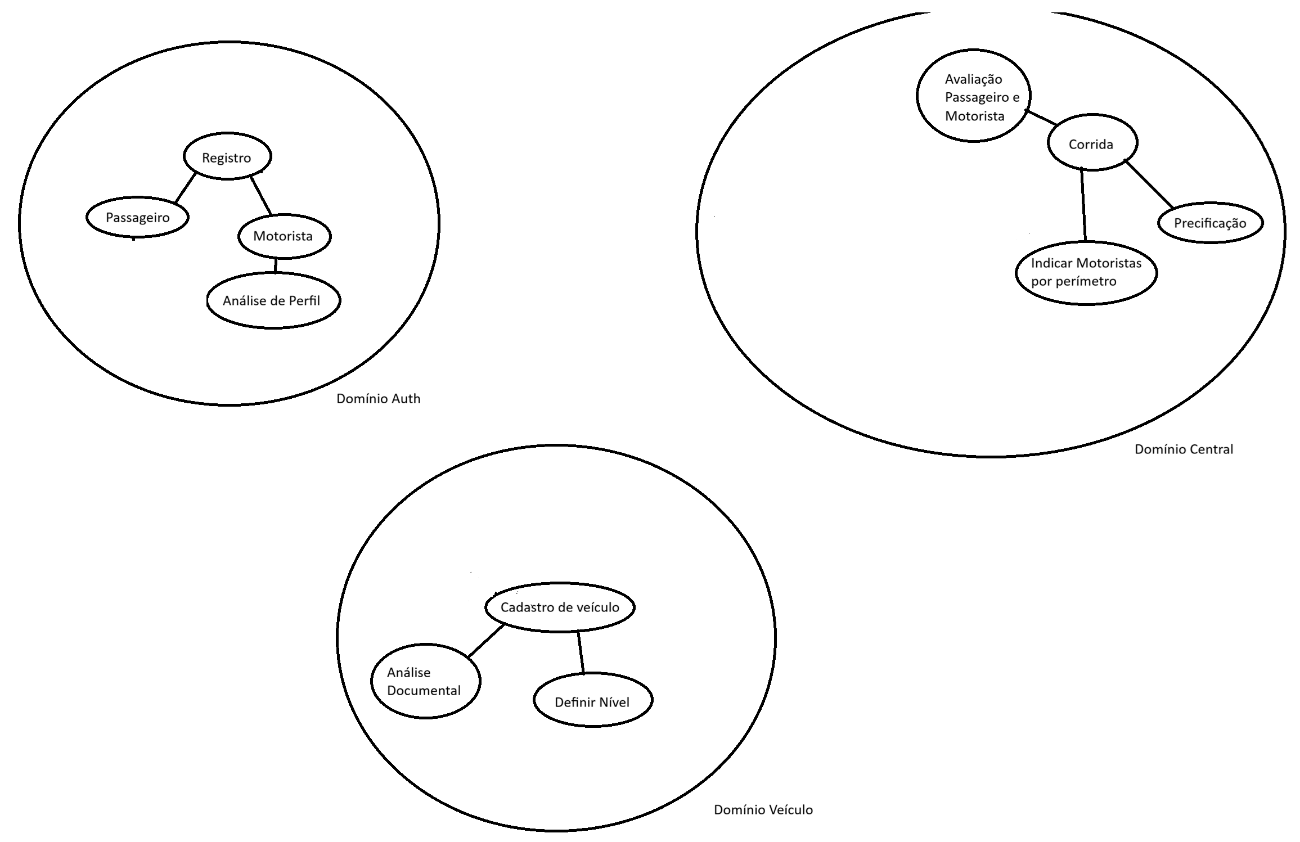 Registro
Passageiro
Motorista
Análise de Perfil
Domínio Auth
Avaliação
Passageiro e
Motorista
Corrida
Precificação
Indicar Motoristas
por perímetro
Domínio Central
Cadastro de veículo
Análise
Documental
Definir Nível
Domínio Veículo